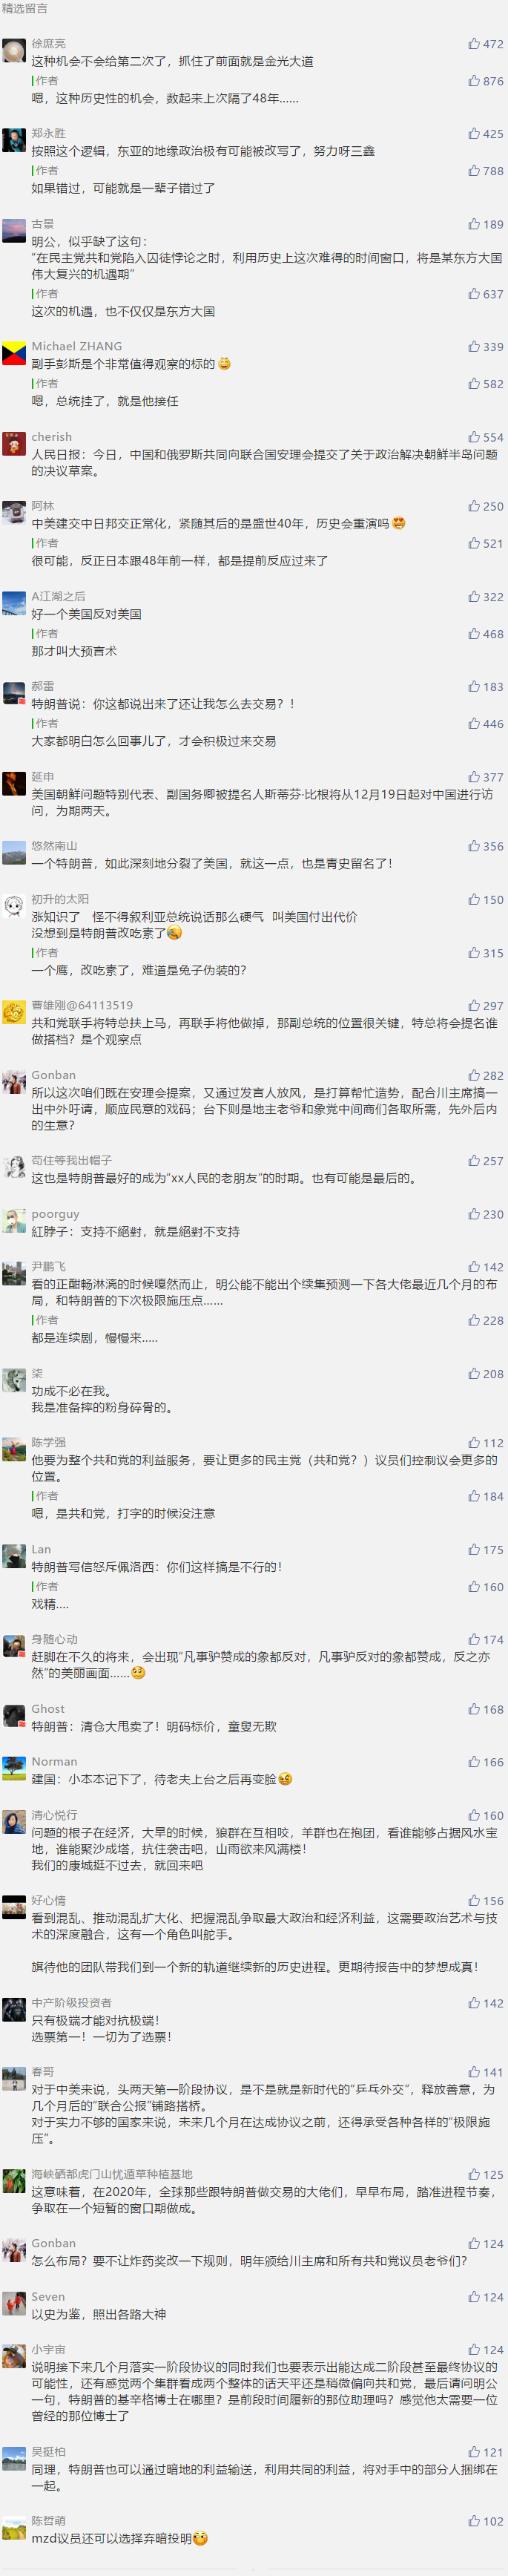 精选留言
徐庶亮
472
这种机会不会给第二次了，抓住了前面就是金光大道
作者
876
嗯，这种历史性的机会，数起来上次隔了48年......
郑永胜
425
按照这个逻辑，东亚的地缘政治极有可能被改写了，努力呀三鑫
作者
788
如果错过，可能就是一辈子错过了
古景
189
明公，似乎缺了这句：
“在民主党共和党陷入囚徒悖论之时，利用历史上这次难得的时间窗口，将是某东方大国
伟大复兴的机遇期”
作者
637
这次的机遇，也不仅仅是东方大国
Michael ZHANG
339
副手彭斯是个非常值得观察的标的
作者
582
嗯，总统挂了，就是他接任
cherish
554
人民日报：今日，中国和俄罗斯共同向联合国安理会提交了关于政治解决朝鲜半岛问题
的决议草案。
阿林
250
中美建交中日邦交正常化，紧随其后的是盛世40年，历史会重演吗
作者
521
很可能，反正日本跟48年前一样，都是提前反应过来了
A江湖之后
322
好一个美国反对美国
作者
468
那才叫大预言术
郝雷
183
特朗普说：你这都说出来了还让我怎么去交易？！
作者
446
大家都明白怎么回事儿了，才会积极过来交易
延申
377
美国朝鲜问题特别代表、副国务卿被提名人斯蒂芬·比根将从12月19日起对中国进行访
问，为期两天。
悠然南山
356
一个特朗普，如此深刻地分裂了美国，就这一点，也是青史留名了！
初升的太阳
150
涨知识了 怪不得叙利亚总统说话那么硬气 叫美国付出代价
没想到是特朗普改吃素了
作者
315
一个鹰，改吃素了，难道是兔子伪装的？
曹雄刚@64113519
297
共和党联手将特总扶上马，再联手将他做掉，那副总统的位置很关键，特总将会提名谁
做搭档？是个观察点
Gonban
282
所以这次咱们既在安理会提案，又通过发言人放风，是打算帮忙造势，配合川主席搞一
出中外吁请，顺应民意的戏码；台下则是地主老爷和象党中间商们各取所需，先外后内
的生意？
苟住等我出帽子
257
这也是特朗普最好的成为“xx人民的老朋友”的时期。也有可能是最后的。
poorguy
230
紅脖子：支持不絕對，就是絕對不支持
尹鹏飞
142
看的正酣畅淋漓的时候嘎然而止，明公能不能出个续集预测一下各大佬最近几个月的布
局，和特朗普的下次极限施压点......
作者
228
都是连续剧，慢慢来.....
柒
208
功成不必在我。
我是准备摔的粉身碎骨的。
陈学强
112
他要为整个共和党的利益服务，要让更多的民主党（共和党？）议员们控制议会更多的
位置。
作者
184
嗯，是共和党，打字的时候没注意
Lan
175
特朗普写信怒斥佩洛西：你们这样搞是不行的！
作者
160
戏精....
身随心动
174
赶脚在不久的将来，会出现“凡事驴赞成的象都反对，凡事驴反对的象都赞成，反之亦
然”的美丽画面......
Ghost
168
特朗普：清仓大甩卖了！明码标价，童叟无欺
Norman
166
建国：小本本记下了，待老夫上台之后再变脸
清心悦行
160
问题的根子在经济，大旱的时候，狼群在互相咬，羊群也在抱团，看谁能够占据风水宝
地，谁能聚沙成塔，抗住袭击吧，山雨欲来风满楼！
我们的康城挺不过去，就回来吧
好心情
156
看到混乱、推动混乱扩大化、把握混乱争取最大政治和经济利益，这需要政治艺术与技
术的深度融合，这有一个角色叫舵手。
旗待他的团队带我们到一个新的轨道继续新的历史进程。更期待报告中的梦想成真！
中产阶级投资者
142
只有极端才能对抗极端！
选票第一！一切为了选票！
春哥
141
对于中美来说，头两天第一阶段协议，是不是就是新时代的“乒乓外交”，释放善意，为
几个月后的“联合公报”铺路搭桥。
对于实力不够的国家来说，未来几个月在达成协议之前，还得承受各种各样的“极限施
压”。
海峡硒都虎门山忧遁草种植基地
125
这意味着，在2020年，全球那些跟特朗普做交易的大佬们，早早布局，踏准进程节奏，
争取在一个短暂的窗口期做成。
Gonban
124
怎么布局？要不让炸药奖改一下规则，明年颁给川主席和所有共和党议员老爷们？
Seven
124
以史为鉴，照出各路大神
小宇宙
124
说明接下来几个月落实一阶段协议的同时我们也要表示出能达成二阶段甚至最终协议的
可能性，还有感觉两个集群看成两个整体的话天平还是稍微偏向共和党，最后请问明公
一句，特朗普的基辛格博士在哪里？是前段时间履新的那位助理吗？感觉他太需要一位
曾经的那位博士了
吴挺柏
121
同理，特朗普也可以通过暗地的利益输送，利用共同的利益，将对手中的部分人捆绑在
一起。
陈哲萌
102
mzd议员还可以选择弃暗投明